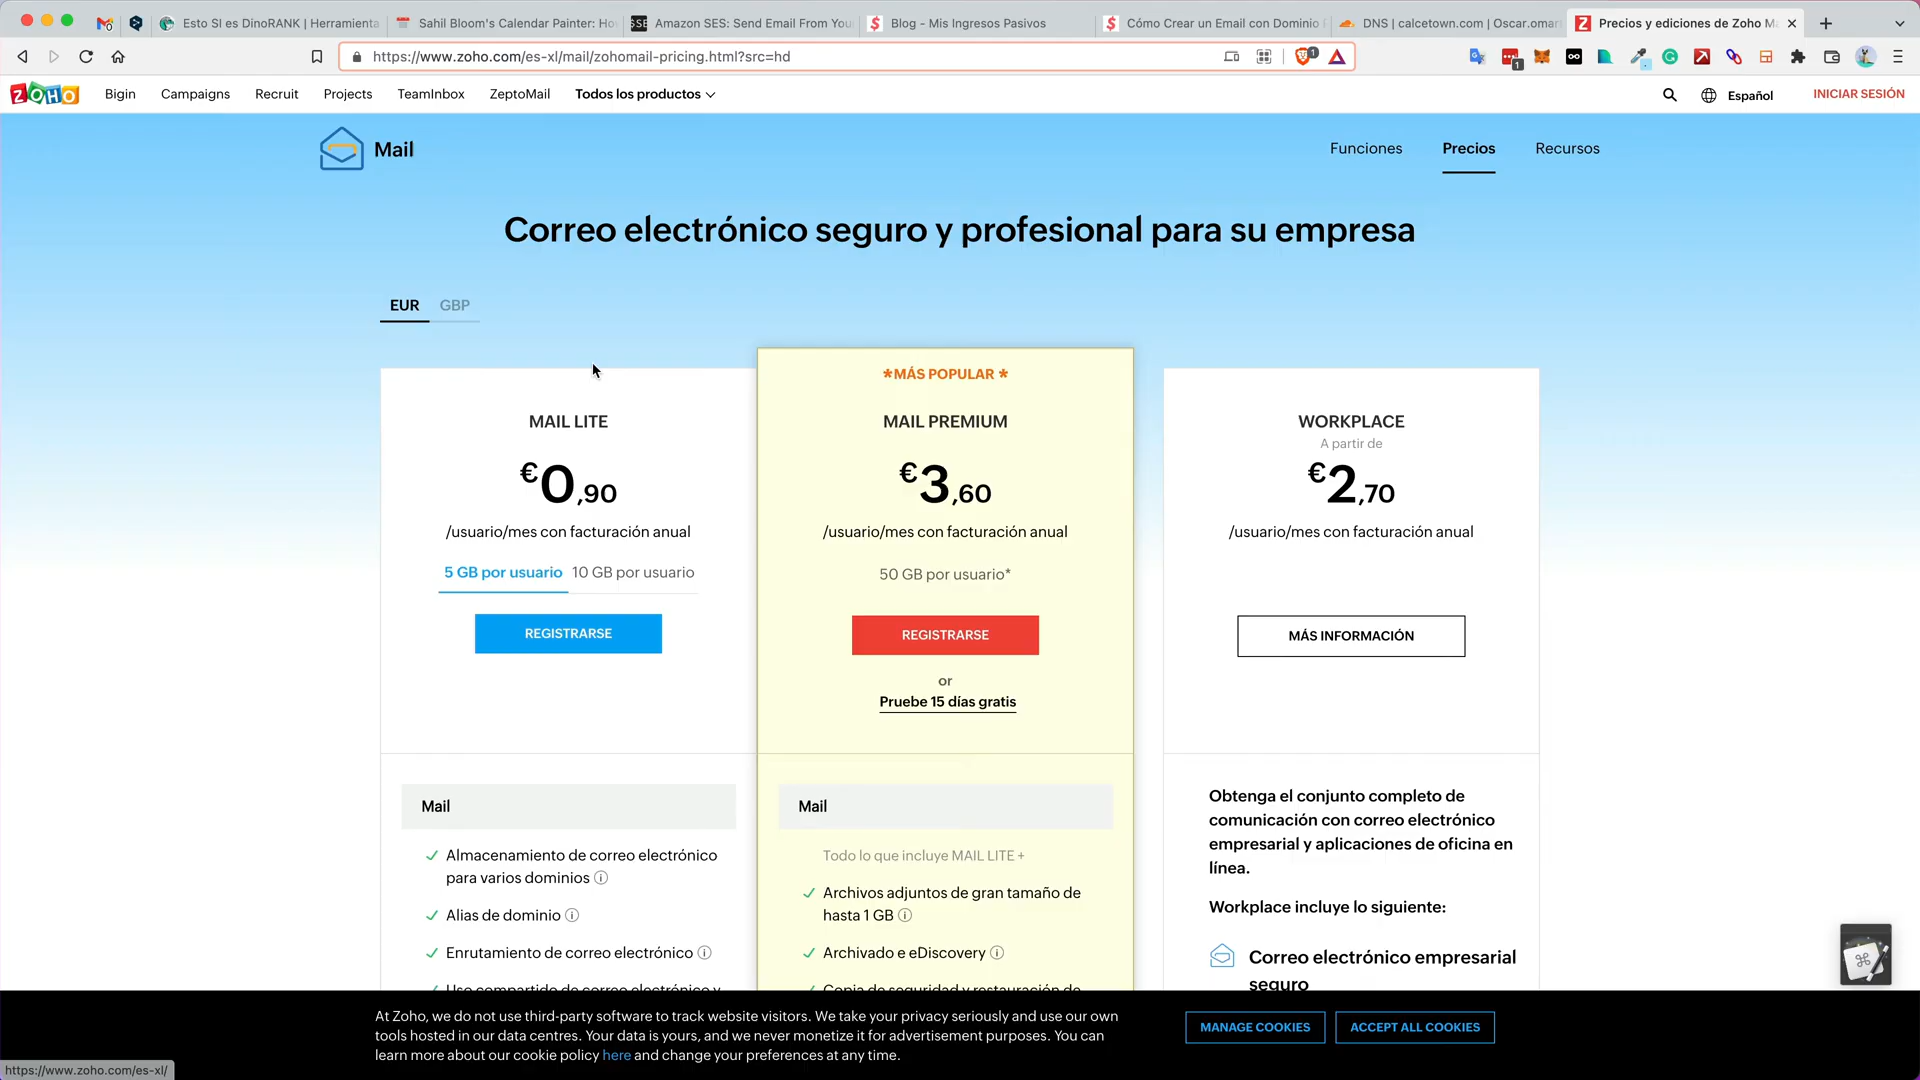 Esto SI es DinoRANK | Herramienta
Sahil Bloom's Calendar Painter: Ho
Amazon SES: Send Email From You
Blog - Mis Ingresos Pasivos
Cómo Crear un Email con Dominio P
DNS | calcetown.com | Oscar.omar
Precios y ediciones de Zoho Ma
https://www.zoho.com/es-xl/mail/zohomail-pricing.html?src=hd
ZOHO
Bigin
Campaigns
Recruit
Projects
TeamInbox
ZeptoMail
Todos los productos
Español
INICIAR SESIÓN
Mail
Funciones
Precios
Recursos
Correo electrónico seguro y profesional para su empresa
EUR
GBP
MAIL LITE
€0,90
/usuario/mes con facturación anual
5 GB por usuario
10 GB por usuario
REGISTRARSE
Mail
Almacenamiento de correo electrónico
para varios dominios
Alias de dominio
Enrutamiento de correo electrónico
Uso compartido de correo electrónico y
*MÁS POPULAR *
MAIL PREMIUM
€3,60
/usuario/mes con facturación anual
50 GB por usuario*
REGISTRARSE
or
Pruebe 15 días gratis
Mail
Todo lo que incluye MAIL LITE +
Archivos adjuntos de gran tamaño de
hasta 1 GB
Archivado e eDiscovery
Copia de seguridad y restauración de
WORKPLACE
A partir de
€2,70
/usuario/mes con facturación anual
MÁS INFORMACIÓN
Obtenga el conjunto completo de
comunicación con correo electrónico
empresarial y aplicaciones de oficina en
línea.
Workplace incluye lo siguiente:
Correo electrónico empresarial
seguro
At Zoho, we do not use third-party software to track website visitors. We take your privacy seriously and use our own
tools hosted in our data centres. Your data is yours, and we never monetize it for advertisement purposes. You can
learn more about our cookie policy here and change your preferences at any time.
MANAGE COOKIES
ACCEPT ALL COOKIES
https://www.zoho.com/es-xl/